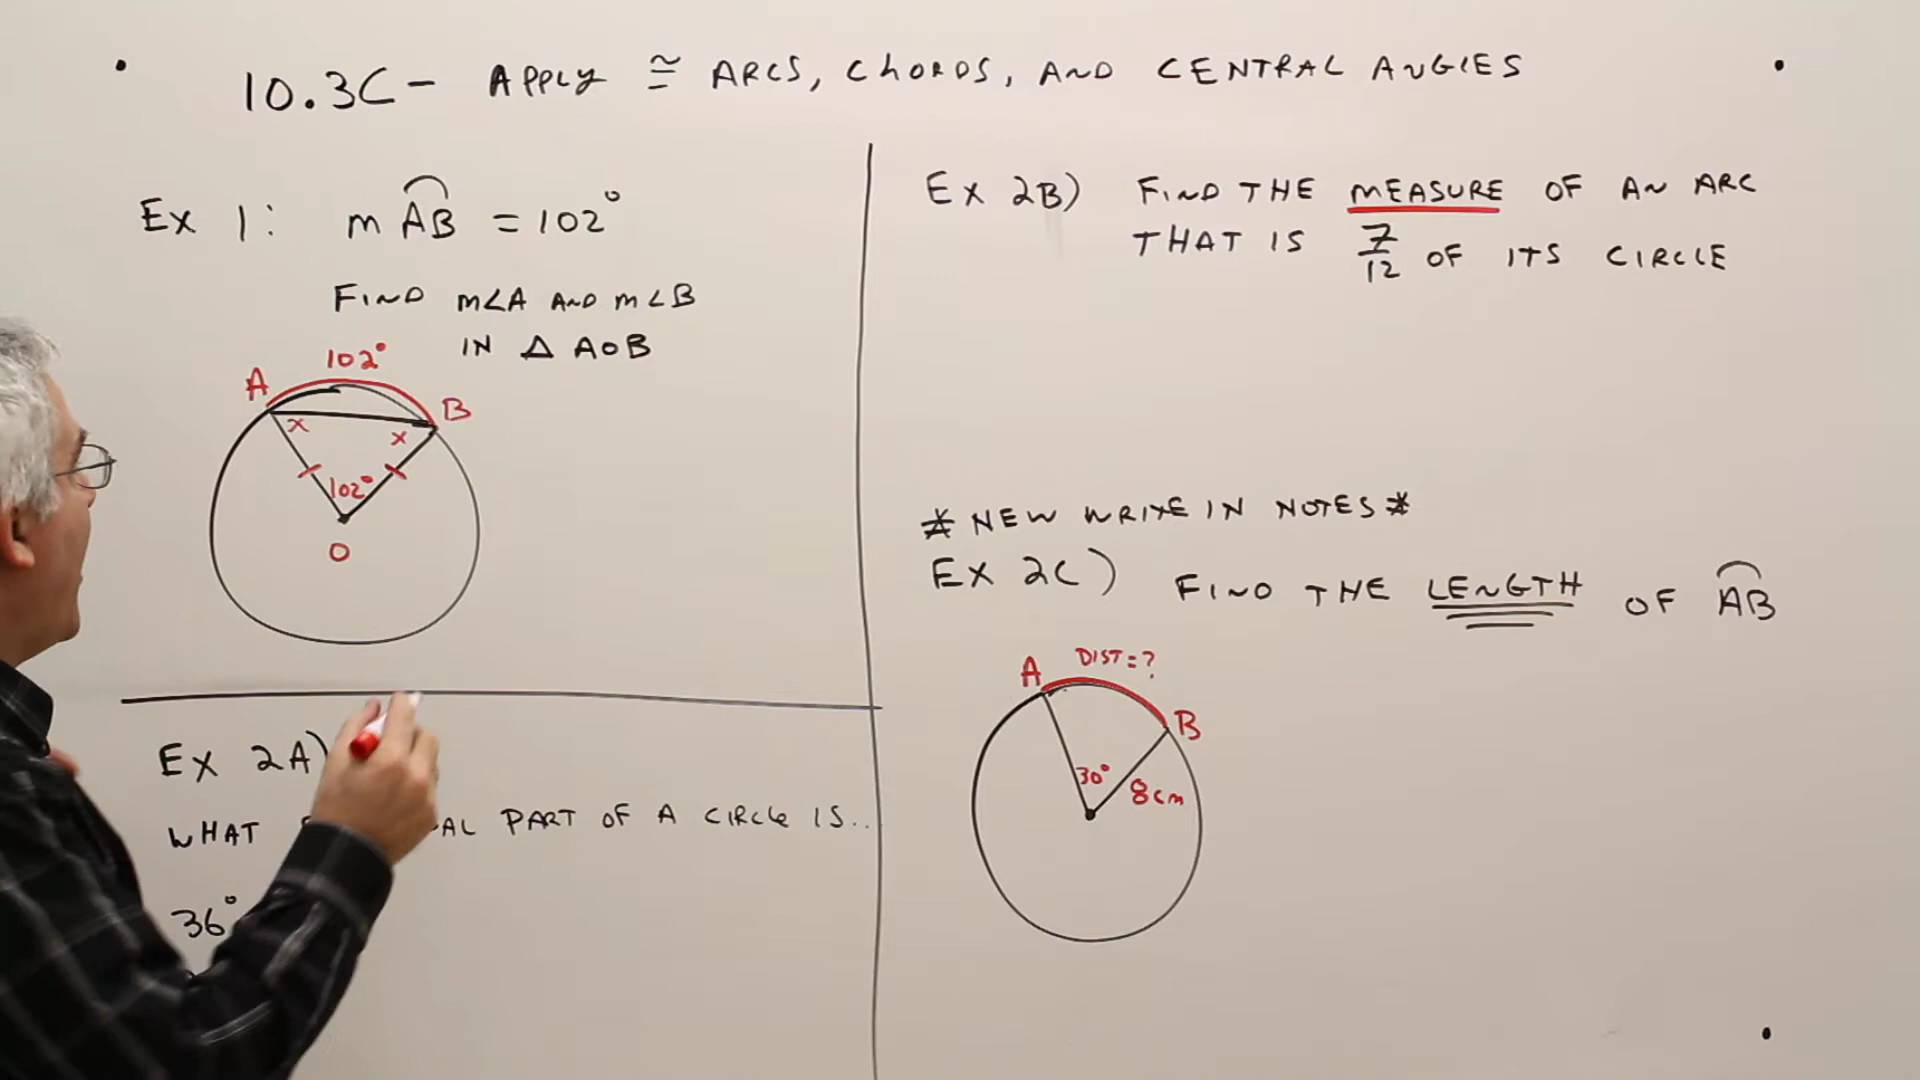 10.3C - APPLY ≅ ARCS, CHORDS, AND CENTRAL ANGLES
Ex 1: m AB = 102°
FIND m∠A AND m∠B
IN △ AOB
102°
A
B
x
x
102°
O
Ex 2A)
WHAT AL PART OF A CIRCLE IS..
36°
Ex 2B) FIND THE MEASURE OF AN ARC
THAT IS 7/12 OF ITS CIRCLE
* NEW WRITE IN NOTES *
Ex 2C) FIND THE LENGTH OF AB
A DIST=?
B
30°
8cm